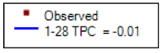 Observed
1-28 TPC = -0.01